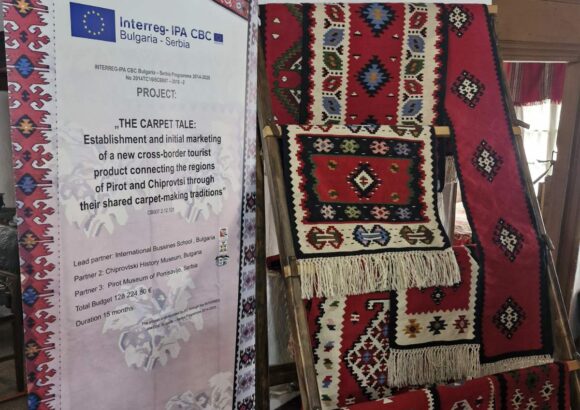 Interreg-IPA CBC
Bulgaria - Serbia
INTERREG-IPA CBC Bulgaria - Serbia Programme 2014-2020
PROJECT:
„THE CARPET TALE:
Establishment and initial marketing
of a new cross-border tourist
product connecting the regions
of Pirot and Chiprovtsi through
their shared carpet-making traditions"
Lead partner: International Bussines School, Bulgaria
Partner 2: Chiprovski History Museum, Bulgaria
Partner 3: Pirot Museum of Ponisavlje, Serbia
Total Budget 128 224.80 €
Duration 15 months